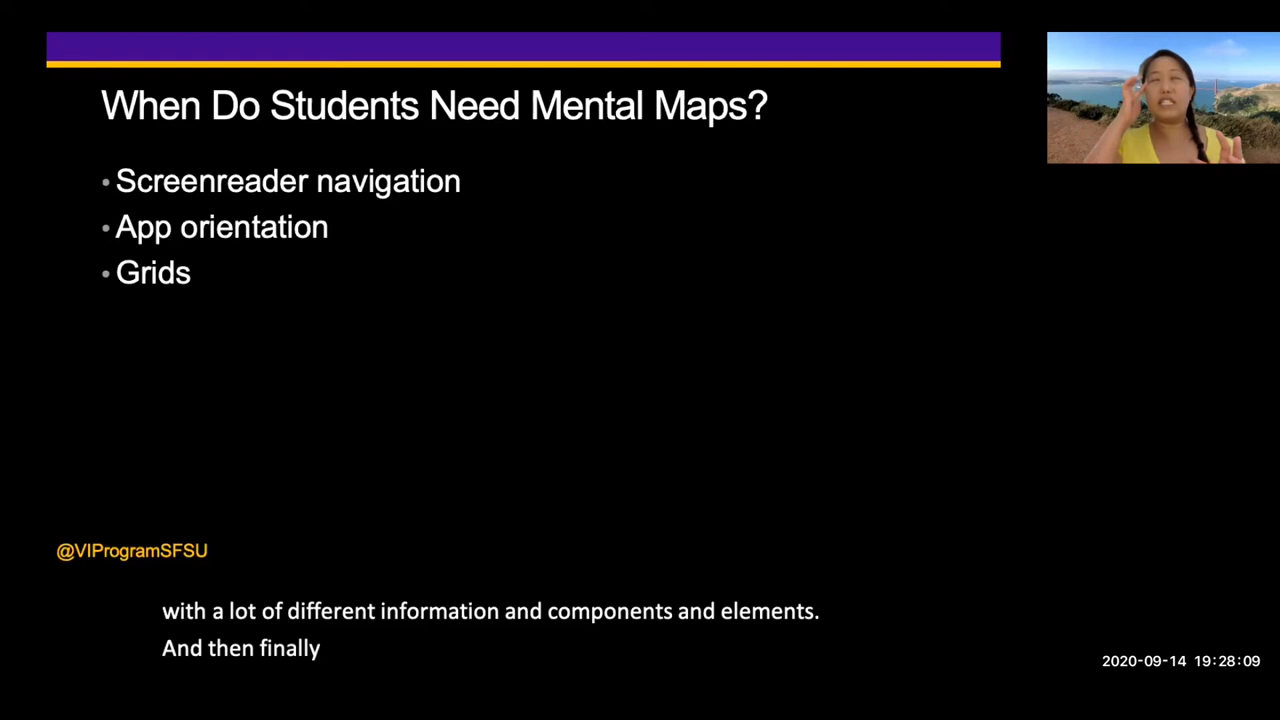 When Do Students Need Mental Maps?
• Screenreader navigation
• App orientation
• Grids
@VIProgramSFSU
with a lot of different information and components and elements.
And then finally
2020-09-14 19:28:09